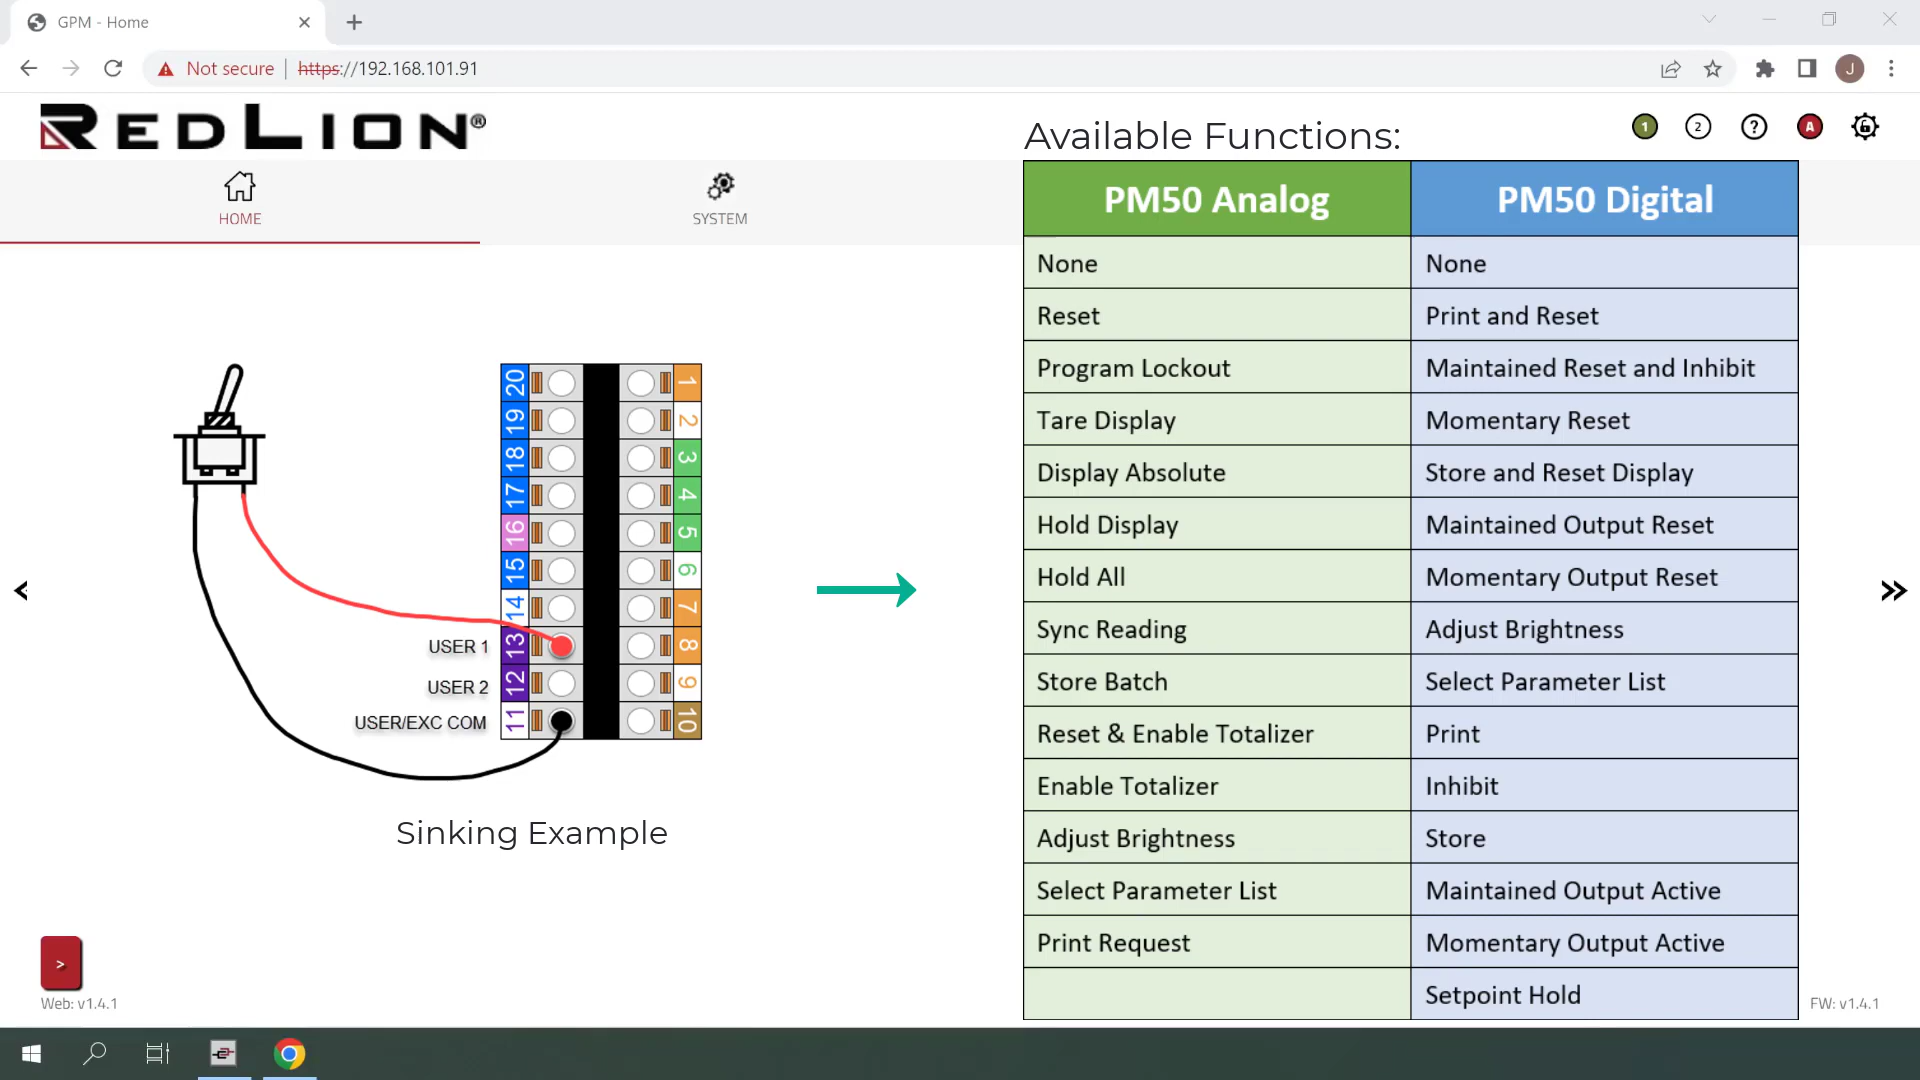 GPM - Home
Not secure
https://192.168.101.91
J
REDLION®
Available Functions:
1
2
?
A
HOME
SYSTEM
PM50 Analog PM50 Digital
None None
Reset Print and Reset
Program Lockout Maintained Reset and Inhibit
Tare Display Momentary Reset
Display Absolute Store and Reset Display
Hold Display Maintained Output Reset
Hold All Momentary Output Reset
Sync Reading Adjust Brightness
Store Batch Select Parameter List
Reset & Enable Totalizer Print
Enable Totalizer Inhibit
Adjust Brightness Store
Select Parameter List Maintained Output Active
Print Request Momentary Output Active
Setpoint Hold
20 1
19 2
18 3
17 4
16 5
15 6
14 7
USER 1 13 8
USER 2 12 9
USER/EXC COM 11 10
Sinking Example
>
Web: v1.4.1
FW: v1.4.1